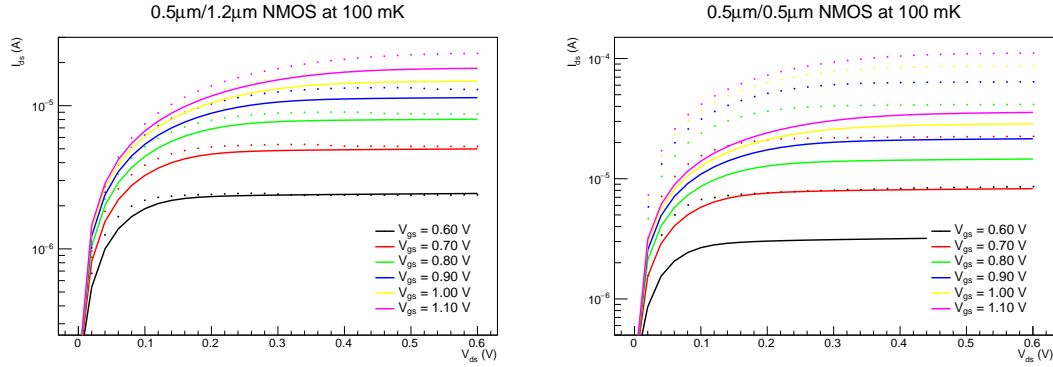 0.5μm/1.2μm NMOS at 100 mK
I_ds (A)
10⁻⁵
10⁻⁶
V_gs = 0.60 V
V_gs = 0.70 V
V_gs = 0.80 V
V_gs = 0.90 V
V_gs = 1.00 V
V_gs = 1.10 V
0 0.1 0.2 0.3 0.4 0.5 0.6
V_ds (V)
0.5μm/0.5μm NMOS at 100 mK
I_ds (A)
10⁻⁴
10⁻⁵
10⁻⁶
V_gs = 0.60 V
V_gs = 0.70 V
V_gs = 0.80 V
V_gs = 0.90 V
V_gs = 1.00 V
V_gs = 1.10 V
0 0.1 0.2 0.3 0.4 0.5 0.6
V_ds (V)